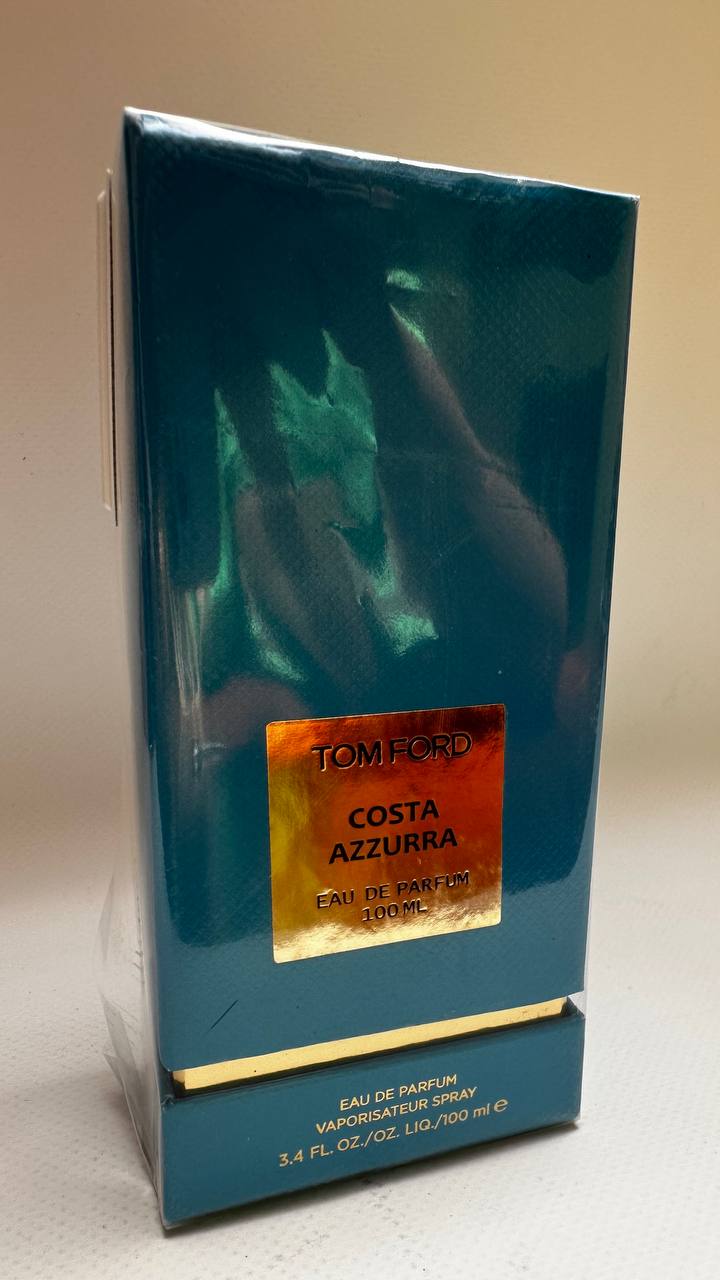 TOM FORD
COSTA
AZZURRA
EAU DE PARFUM
100 ML
EAU DE PARFUM
VAPORISATEUR SPRAY
3.4 FL. OZ./OZ. LIQ./100 ml ℮